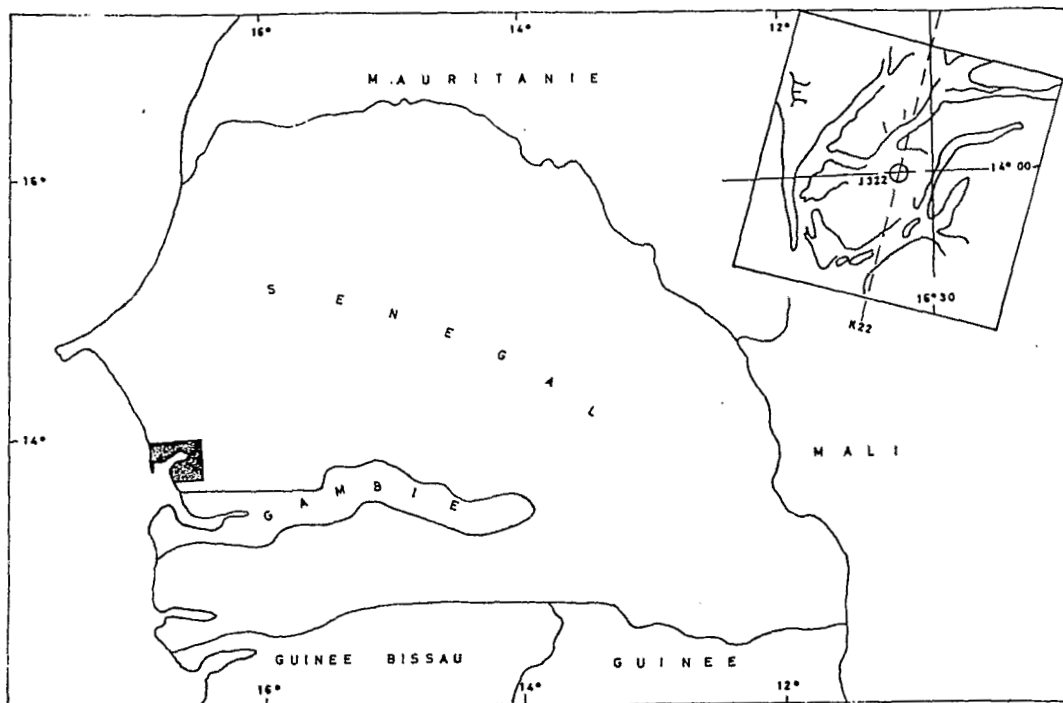 16° 14° 12°
MAURITANIE
J322
14° 00
16°
16° 30
K22
SENEGAL
14°
MALI
GAMBIE
GUINEE BISSAU
GUINEE
16° 14° 12°